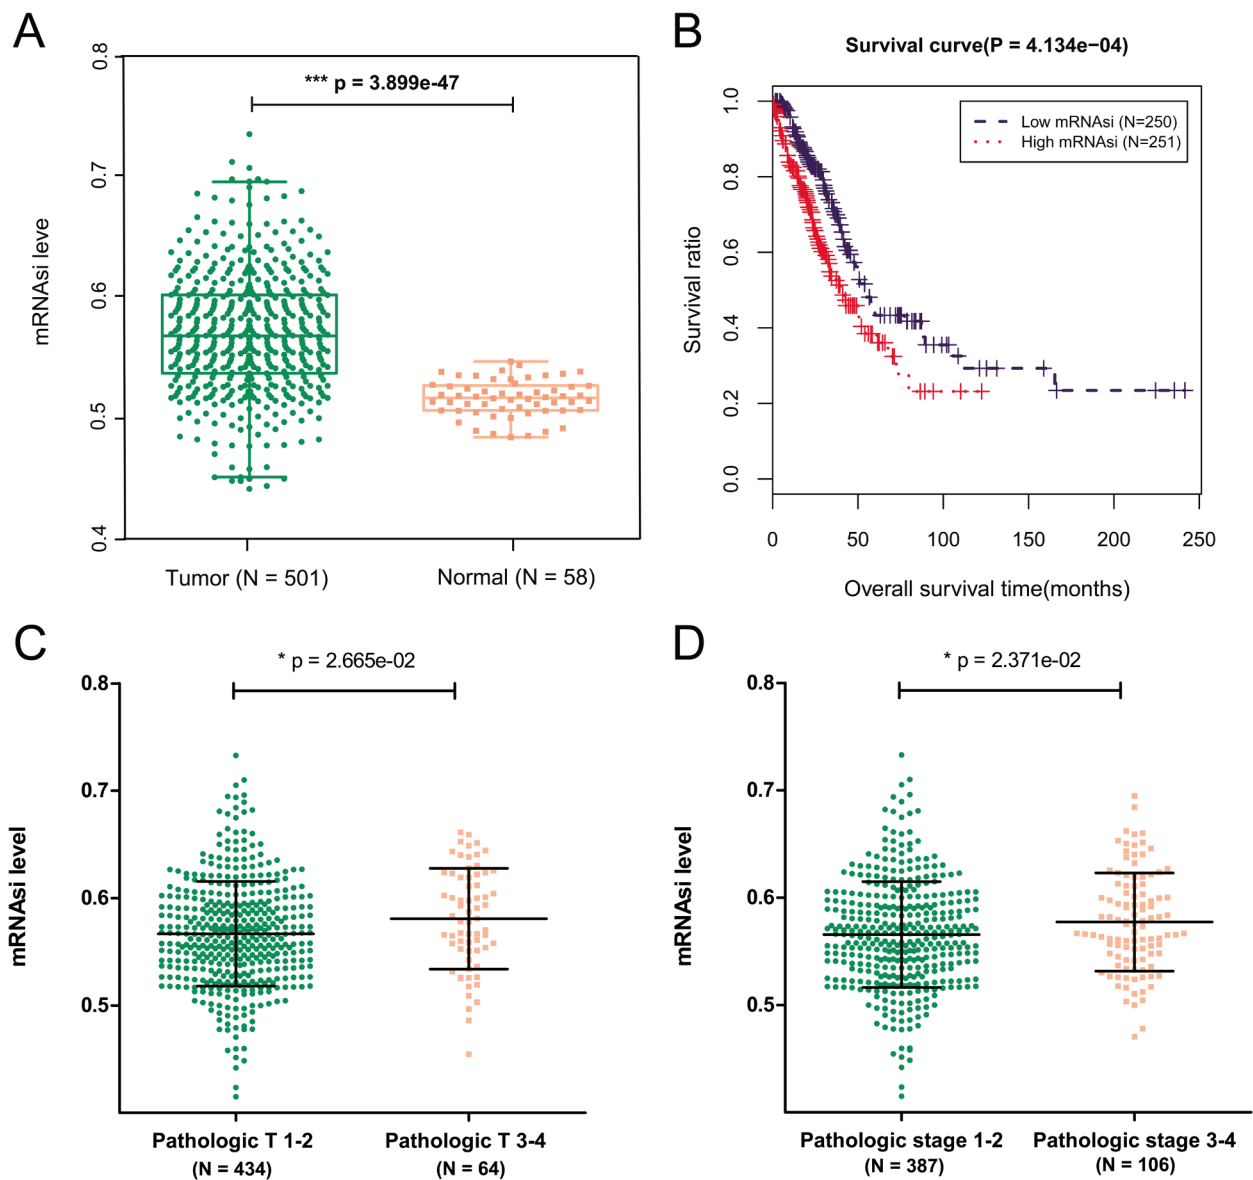 A
*** p = 3.899e-47
mRNAsi leve
0.8
0.7
0.6
0.5
0.4
Tumor (N = 501)
Normal (N = 58)
B
Survival curve(P = 4.134e−04)
Low mRNAsi (N=250)
High mRNAsi (N=251)
Survival ratio
1.0
0.8
0.6
0.4
0.2
0.0
0 50 100 150 200 250
Overall survival time(months)
C
* p = 2.665e-02
mRNAsi level
0.8
0.7
0.6
0.5
Pathologic T 1-2
(N = 434)
Pathologic T 3-4
(N = 64)
D
* p = 2.371e-02
mRNAsi level
0.8
0.7
0.6
0.5
Pathologic stage 1-2
(N = 387)
Pathologic stage 3-4
(N = 106)